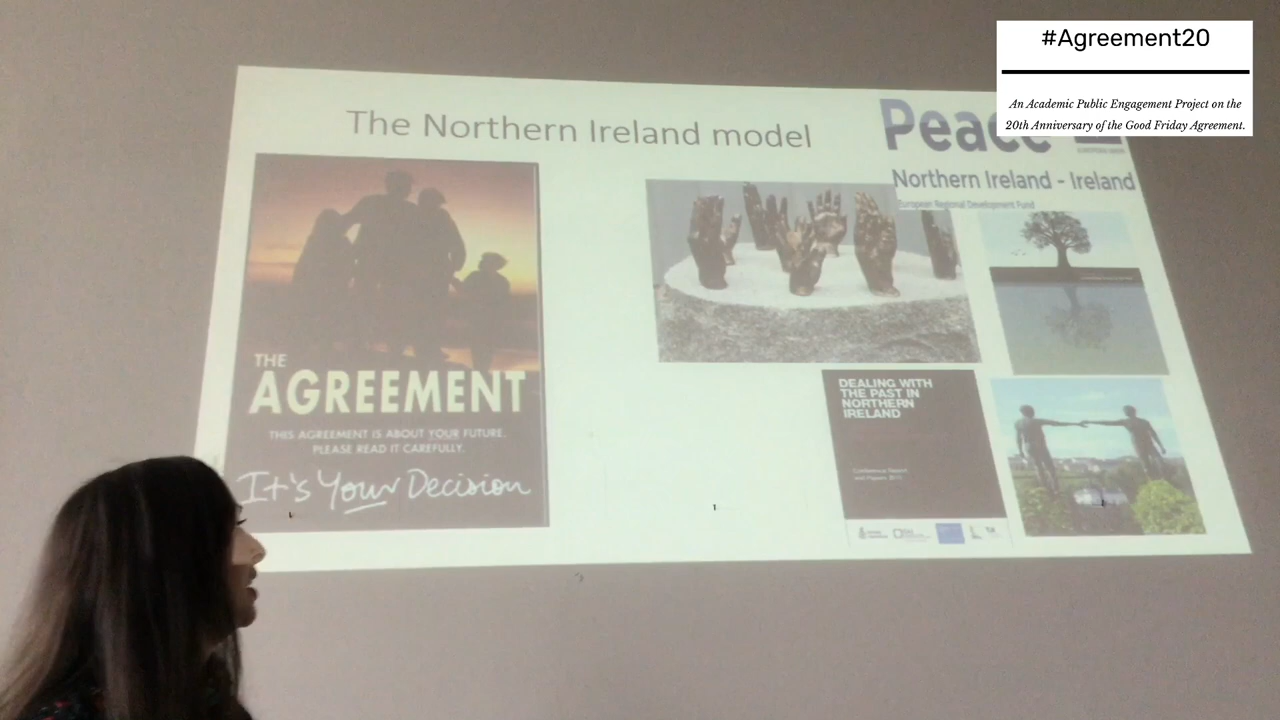 #Agreement20
An Academic Public Engagement Project on the
20th Anniversary of the Good Friday Agreement.
The Northern Ireland model
Peace
Northern Ireland - Ireland
European Regional Development Fund
THE
AGREEMENT
THIS AGREEMENT IS ABOUT YOUR FUTURE.
PLEASE READ IT CAREFULLY.
It's Your Decision
DEALING WITH
THE PAST IN
NORTHERN
IRELAND
Conference Report